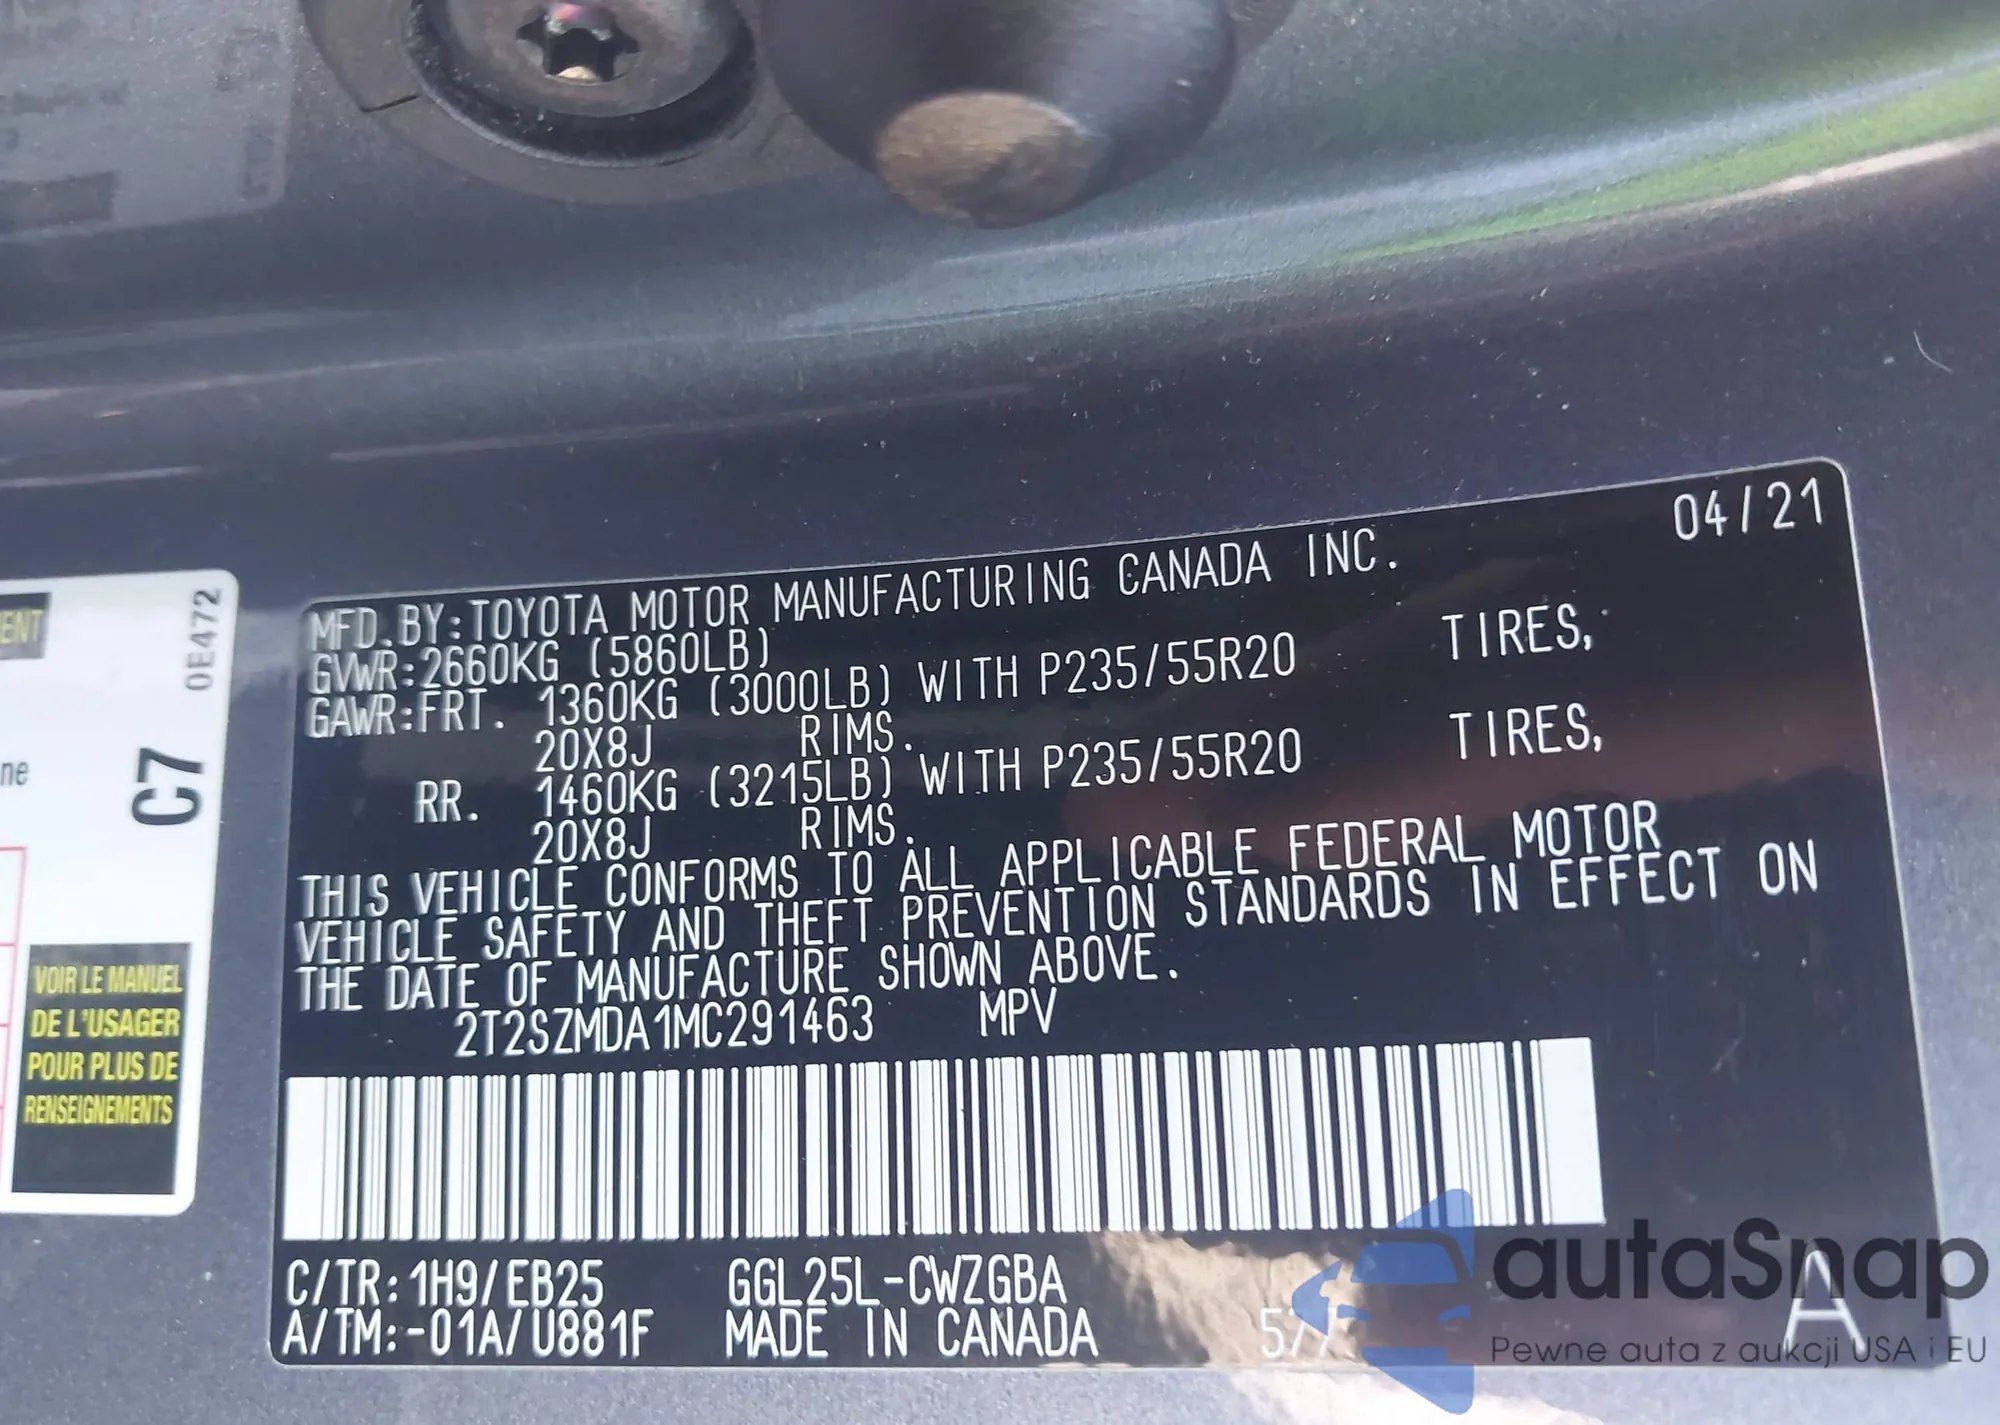 ENT
0E472
ne
C7
VOIR LE MANUEL
DE L'USAGER
POUR PLUS DE
RENSEIGNEMENTS
04/21
MFD.BY:TOYOTA MOTOR MANUFACTURING CANADA INC.
GVWR:2660KG (5860LB)
GAWR:FRT. 1360KG (3000LB) WITH P235/55R20 TIRES,
20X8J RIMS.
RR. 1460KG (3215LB) WITH P235/55R20 TIRES,
20X8J RIMS.
THIS VEHICLE CONFORMS TO ALL APPLICABLE FEDERAL MOTOR
VEHICLE SAFETY AND THEFT PREVENTION STANDARDS IN EFFECT ON
THE DATE OF MANUFACTURE SHOWN ABOVE.
2T2SZMDA1MC291463 MPV
C/TR:1H9/EB25 GGL25L-CWZGBA
A/TM:-01A/U881F MADE IN CANADA A
autaSnap
Pewne auta z aukcji USA i EU